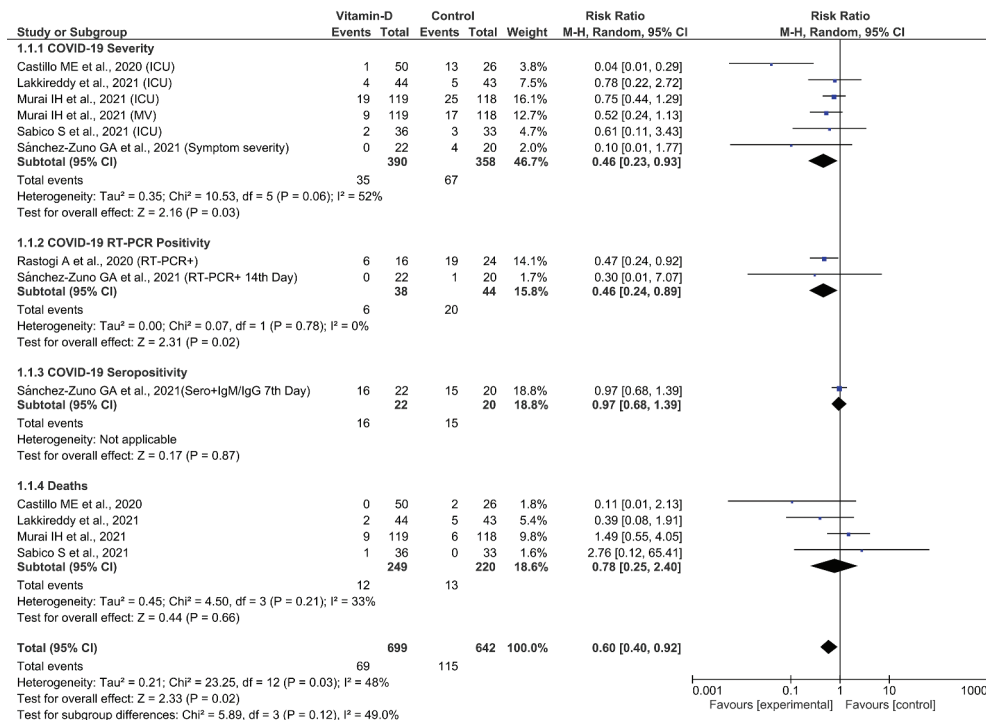 Vitamin-D Control Risk Ratio Risk Ratio
Study or Subgroup Events Total Events Total Weight M-H, Random, 95% CI M-H, Random, 95% CI
1.1.1 COVID-19 Severity
Castillo ME et al., 2020 (ICU) 1 50 13 26 3.8% 0.04 [0.01, 0.29]
Lakkireddy et al., 2021 (ICU) 4 44 5 43 7.5% 0.78 [0.22, 2.72]
Murai IH et al., 2021 (ICU) 19 119 25 118 16.1% 0.75 [0.44, 1.29]
Murai IH et al., 2021 (MV) 9 119 17 118 12.7% 0.52 [0.24, 1.13]
Sabico S et al., 2021 (ICU) 2 36 3 33 4.7% 0.61 [0.11, 3.43]
Sánchez-Zuno GA et al., 2021 (Symptom severity) 0 22 4 20 2.0% 0.10 [0.01, 1.77]
Subtotal (95% CI) 390 358 46.7% 0.46 [0.23, 0.93]
Total events 35 67
Heterogeneity: Tau² = 0.35; Chi² = 10.53, df = 5 (P = 0.06); I² = 52%
Test for overall effect: Z = 2.16 (P = 0.03)
1.1.2 COVID-19 RT-PCR Positivity
Rastogi A et al., 2020 (RT-PCR+) 6 16 19 24 14.1% 0.47 [0.24, 0.92]
Sánchez-Zuno GA et al., 2021 (RT-PCR+ 14th Day) 0 22 1 20 1.7% 0.30 [0.01, 7.07]
Subtotal (95% CI) 38 44 15.8% 0.46 [0.24, 0.89]
Total events 6 20
Heterogeneity: Tau² = 0.00; Chi² = 0.07, df = 1 (P = 0.78); I² = 0%
Test for overall effect: Z = 2.31 (P = 0.02)
1.1.3 COVID-19 Seropositivity
Sánchez-Zuno GA et al., 2021(Sero+IgM/IgG 7th Day) 16 22 15 20 18.8% 0.97 [0.68, 1.39]
Subtotal (95% CI) 22 20 18.8% 0.97 [0.68, 1.39]
Total events 16 15
Heterogeneity: Not applicable
Test for overall effect: Z = 0.17 (P = 0.87)
1.1.4 Deaths
Castillo ME et al., 2020 0 50 2 26 1.8% 0.11 [0.01, 2.13]
Lakkireddy et al., 2021 2 44 5 43 5.4% 0.39 [0.08, 1.91]
Murai IH et al., 2021 9 119 6 118 9.8% 1.49 [0.55, 4.05]
Sabico S et al., 2021 1 36 0 33 1.6% 2.76 [0.12, 65.41]
Subtotal (95% CI) 249 220 18.6% 0.78 [0.25, 2.40]
Total events 12 13
Heterogeneity: Tau² = 0.45; Chi² = 4.50, df = 3 (P = 0.21); I² = 33%
Test for overall effect: Z = 0.44 (P = 0.66)
Total (95% CI) 699 642 100.0% 0.60 [0.40, 0.92]
Total events 69 115
Heterogeneity: Tau² = 0.21; Chi² = 23.25, df = 12 (P = 0.03); I² = 48%
Test for overall effect: Z = 2.33 (P = 0.02)
Test for subgroup differences: Chi² = 5.89, df = 3 (P = 0.12), I² = 49.0%
0.001 0.1 1 10 1000
Favours [experimental] Favours [control]